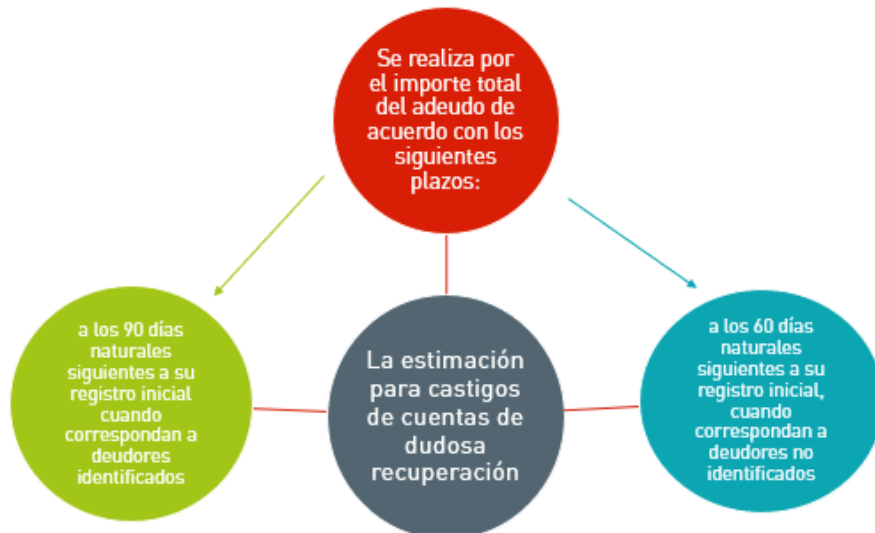 Se realiza por
el importe total
del adeudo de
acuerdo con los
siguientes
plazos:
a los 90 días
naturales
siguientes a su
registro inicial
cuando
correspondan a
deudores
identificados
La estimación
para castigos
de cuentas de
dudosa
recuperación
a los 60 días
naturales
siguientes a su
registro inicial,
cuando
correspondan a
deudores no
identificados